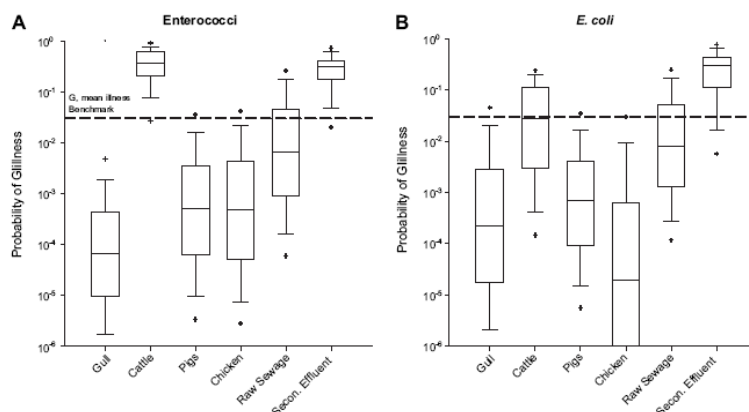 A
Enterococci
Probability of GIIllness
10⁰
10⁻¹
10⁻²
10⁻³
10⁻⁴
10⁻⁵
10⁻⁶
G, mean illness
Benchmark
Gull
Cattle
Pigs
Chicken
Raw Sewage
Secon. Effluent
B
E. coli
Probability of GIIllness
10⁰
10⁻¹
10⁻²
10⁻³
10⁻⁴
10⁻⁵
10⁻⁶
Gull
Cattle
Pigs
Chicken
Raw Sewage
Secon. Effluent